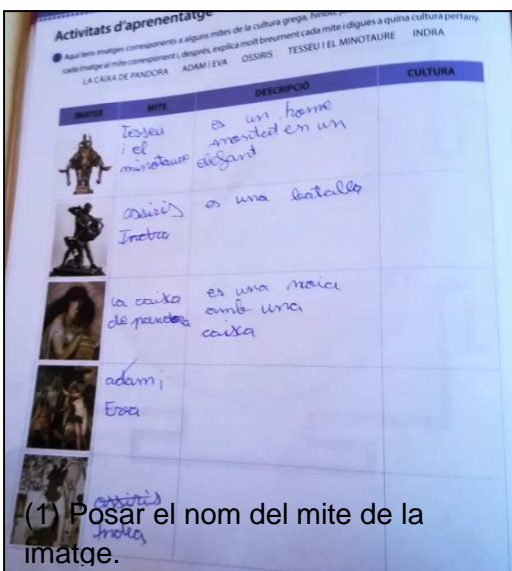 Activitats d'aprenentatge
Aquí tens imatges corresponents a alguns mites de la cultura grega, hindú,
cada imatge al mite corresponent i, després, explica molt breument cada mite i digues a quina cultura pertany.
LA CAIXA DE PANDORA ADAM I EVA OSSIRIS TESSEU I EL MINOTAURE INDRA
IMATGE MITE DESCRIPCIÓ CULTURA
Tesseu
i el
minotauro
es un home
montat en un
elefant
ossiris
es una batalla
la caixa
de pandora
es una noia
amb una
caixa
adam i
Eva
ossiris
Indra
(1) Posar el nom del mite de la
imatge.